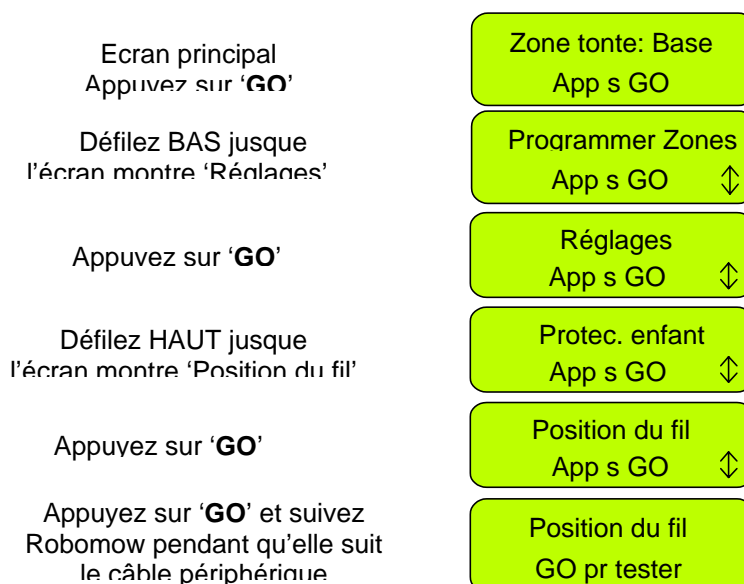 Ecran principal
Appuyez sur ‘GO’
Zone tonte: Base
App s GO
Défilez BAS jusque
l’écran montre ‘Réglages’
Programmer Zones
App s GO ↕
Appuyez sur ‘GO’
Réglages
App s GO ↕
Défilez HAUT jusque
l’écran montre ‘Position du fil’
Protec. enfant
App s GO ↕
Appuyez sur ‘GO’
Position du fil
App s GO ↕
Appuyez sur ‘GO’ et suivez
Robomow pendant qu’elle suit
le câble périphérique
Position du fil
GO pr tester